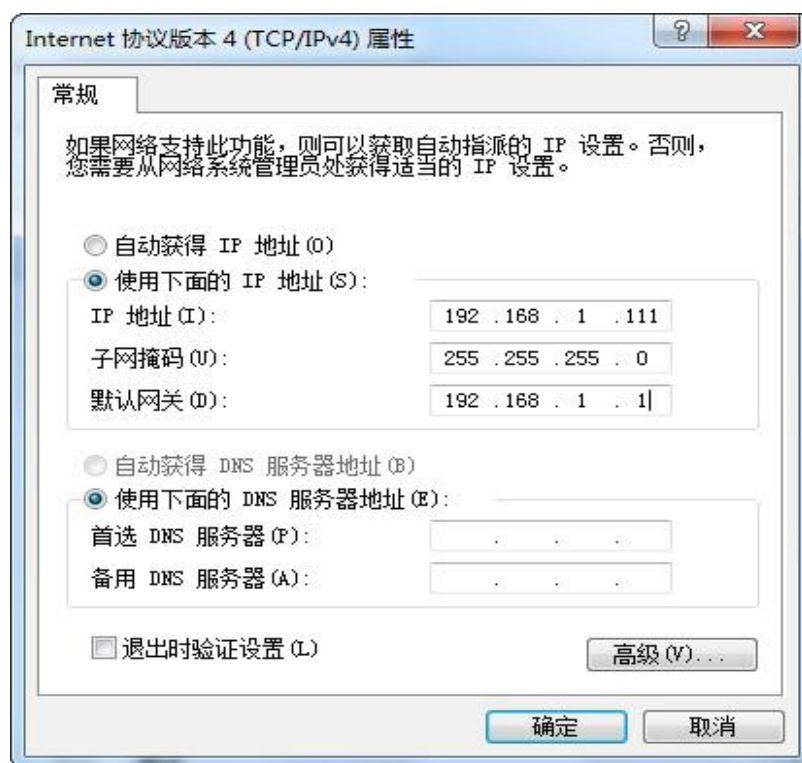 Internet 协议版本 4 (TCP/IPv4) 属性
常规
如果网络支持此功能，则可以获取自动指派的 IP 设置。否则，
您需要从网络系统管理员处获得适当的 IP 设置。
自动获得 IP 地址(O)
使用下面的 IP 地址(S):
IP 地址(I): 192 .168 . 1 .111
子网掩码(U): 255 .255 .255 . 0
默认网关(D): 192 .168 . 1 . 1
自动获得 DNS 服务器地址(B)
使用下面的 DNS 服务器地址(E):
首选 DNS 服务器(P): . . .
备用 DNS 服务器(A): . . .
退出时验证设置(L)
高级(V)...
确定 取消